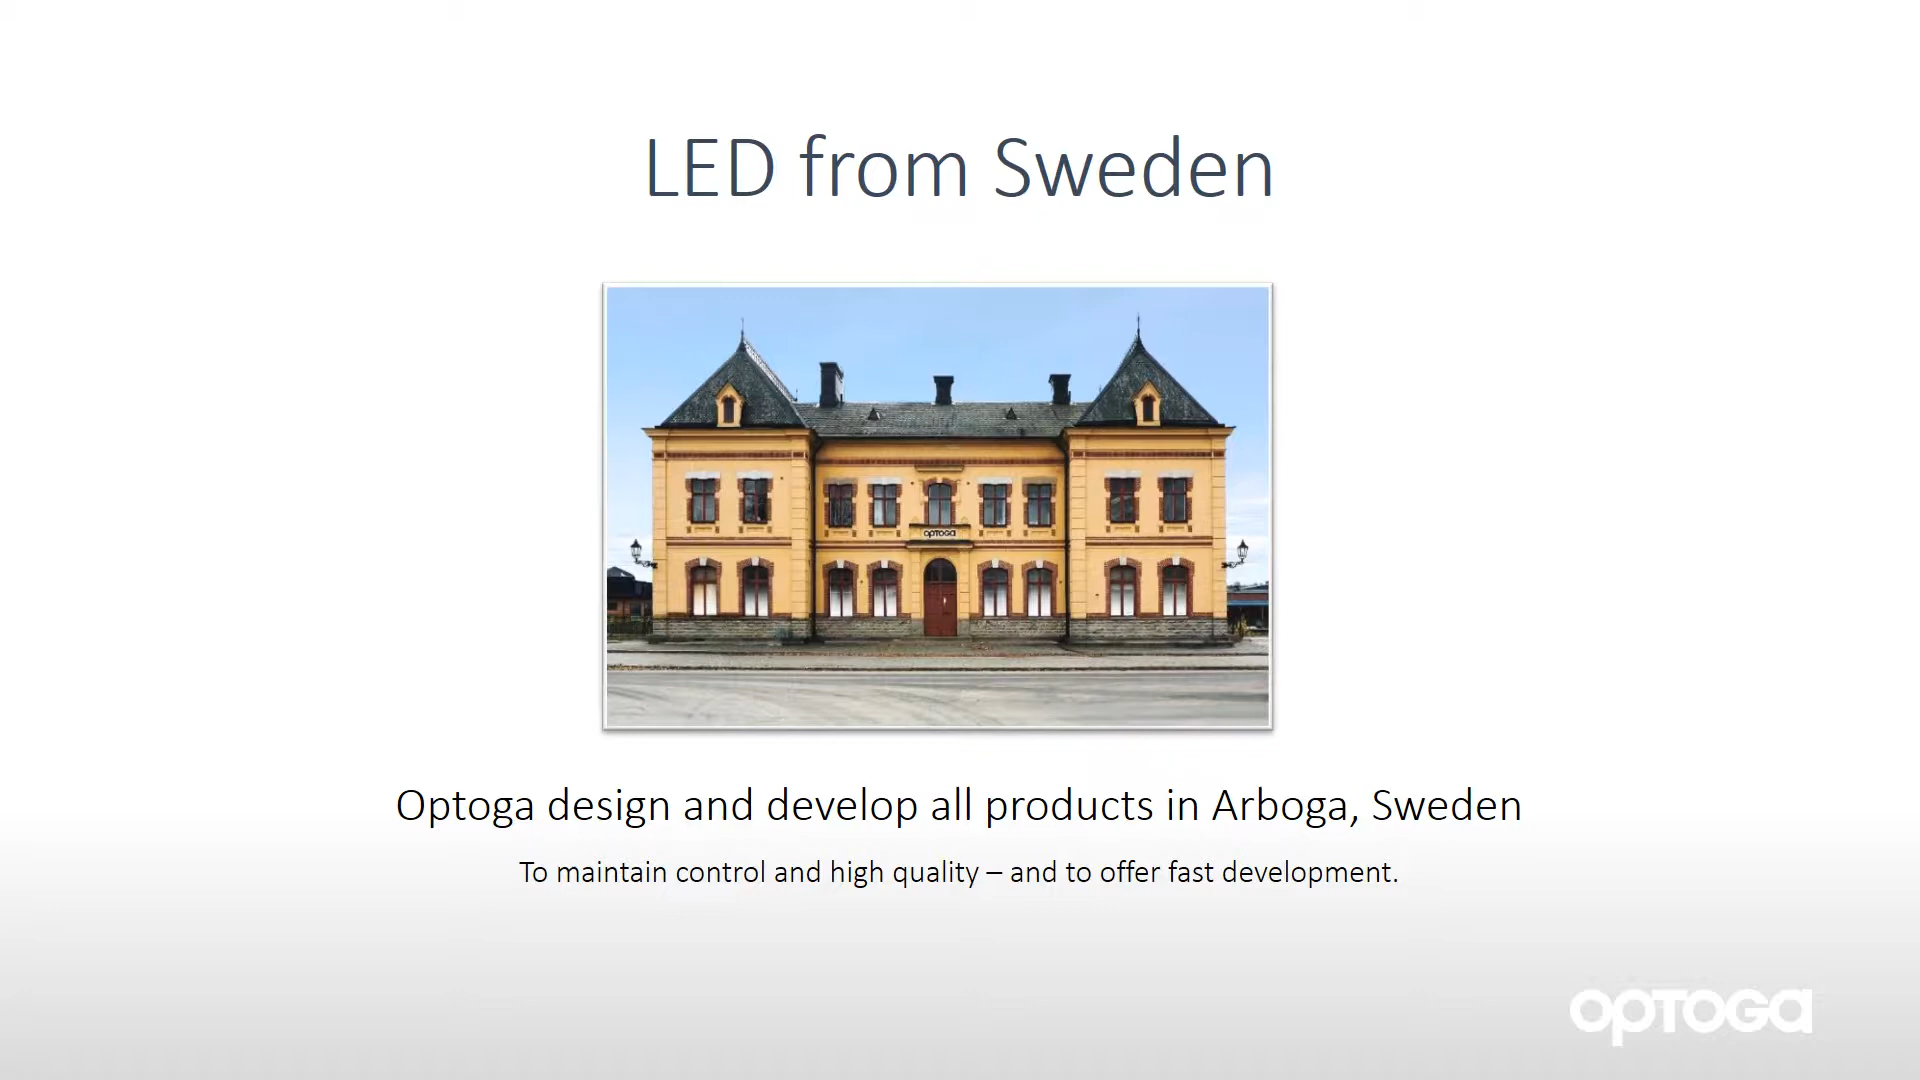 LED from Sweden
OPTOGA
Optoga design and develop all products in Arboga, Sweden
To maintain control and high quality – and to offer fast development.
OPTOGA